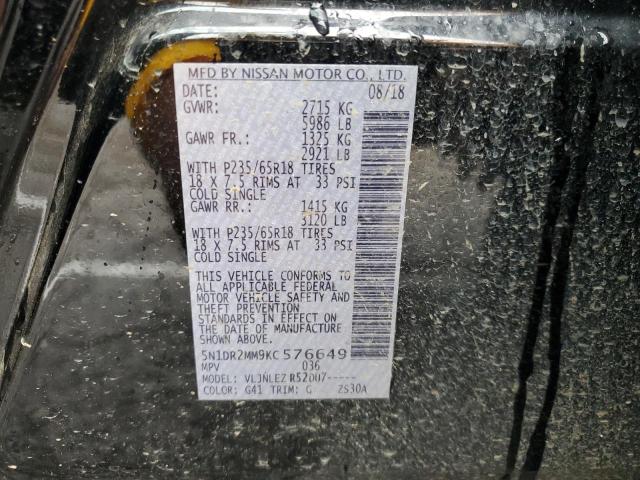 MFD BY NISSAN MOTOR CO., LTD.
DATE: 08/18
GVWR: 2715 KG
5986 LB
GAWR FR.: 1325 KG
2921 LB
WITH P235/65R18 TIRES
18 X 7.5 RIMS AT 33 PSI
COLD SINGLE
GAWR RR.: 1415 KG
3120 LB
WITH P235/65R18 TIRES
18 X 7.5 RIMS AT 33 PSI
COLD SINGLE
THIS VEHICLE CONFORMS TO
ALL APPLICABLE FEDERAL
MOTOR VEHICLE SAFETY AND
THEFT PREVENTION
STANDARDS IN EFFECT ON
THE DATE OF MANUFACTURE
SHOWN ABOVE.
5N1DR2MM9KC576649
MPV 036
MODEL: VLJNLEZ R52U07-----
COLOR: G41 TRIM: G ZS30A